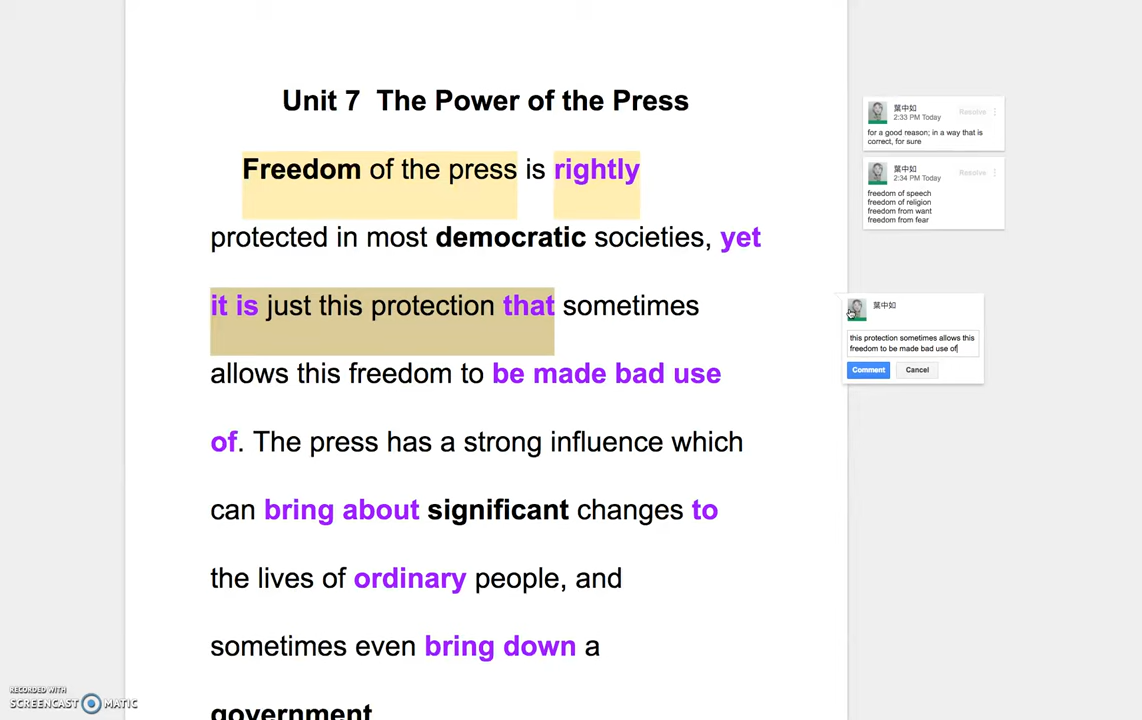 Unit 7 The Power of the Press
Freedom of the press is rightly
protected in most democratic societies, yet
it is just this protection that sometimes
allows this freedom to be made bad use
of. The press has a strong influence which
can bring about significant changes to
the lives of ordinary people, and
sometimes even bring down a
government
葉中如
2:33 PM Today
Resolve
for a good reason; in a way that is
correct, for sure
葉中如
2:34 PM Today
Resolve
freedom of speech
freedom of religion
freedom from want
freedom from fear
葉中如
this protection sometimes allows this
freedom to be made bad use of
Comment Cancel
RECORDED WITH
SCREENCAST MATIC